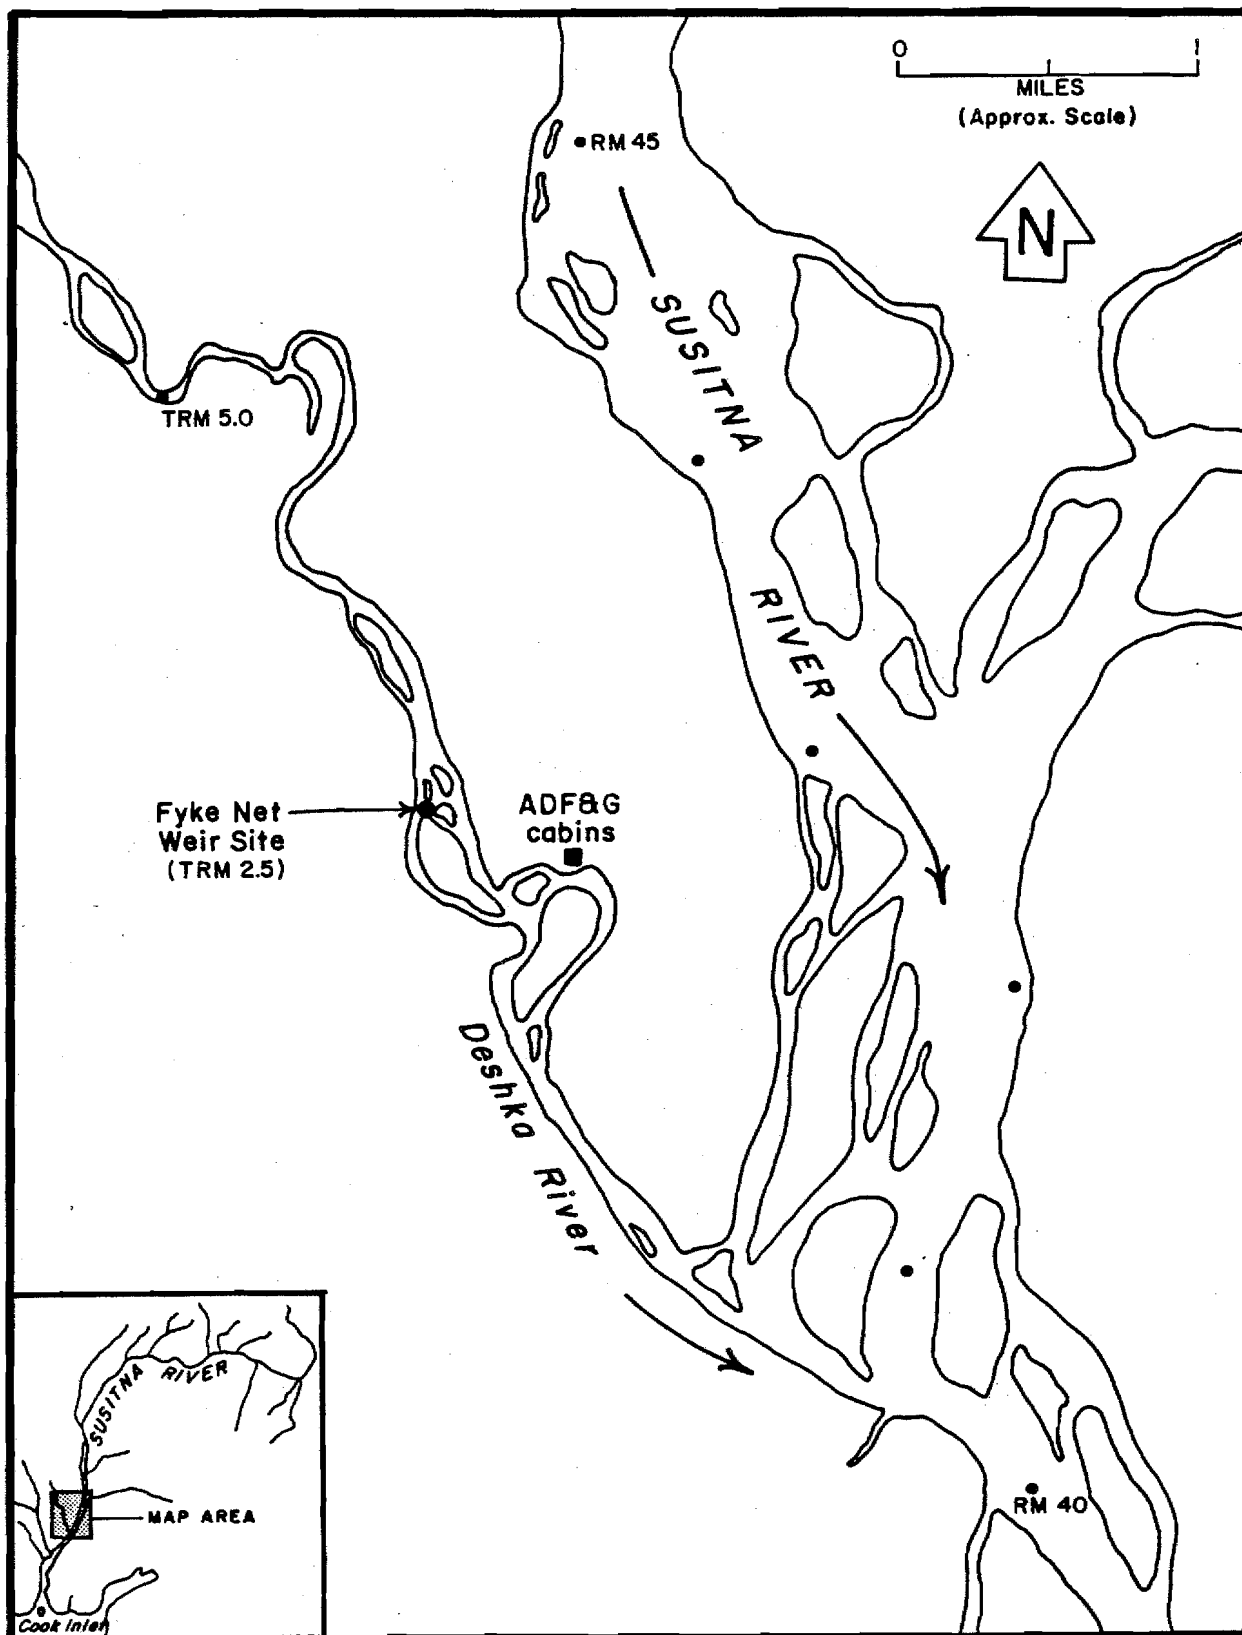 0 1
MILES
(Approx. Scale)
RM 45
N
SUSITNA
RIVER
TRM 5.0
Fyke Net
Weir Site
(TRM 2.5)
ADF&G
cabins
Deshka River
RM 40
SUSITNA RIVER
MAP AREA
Cook Inlet